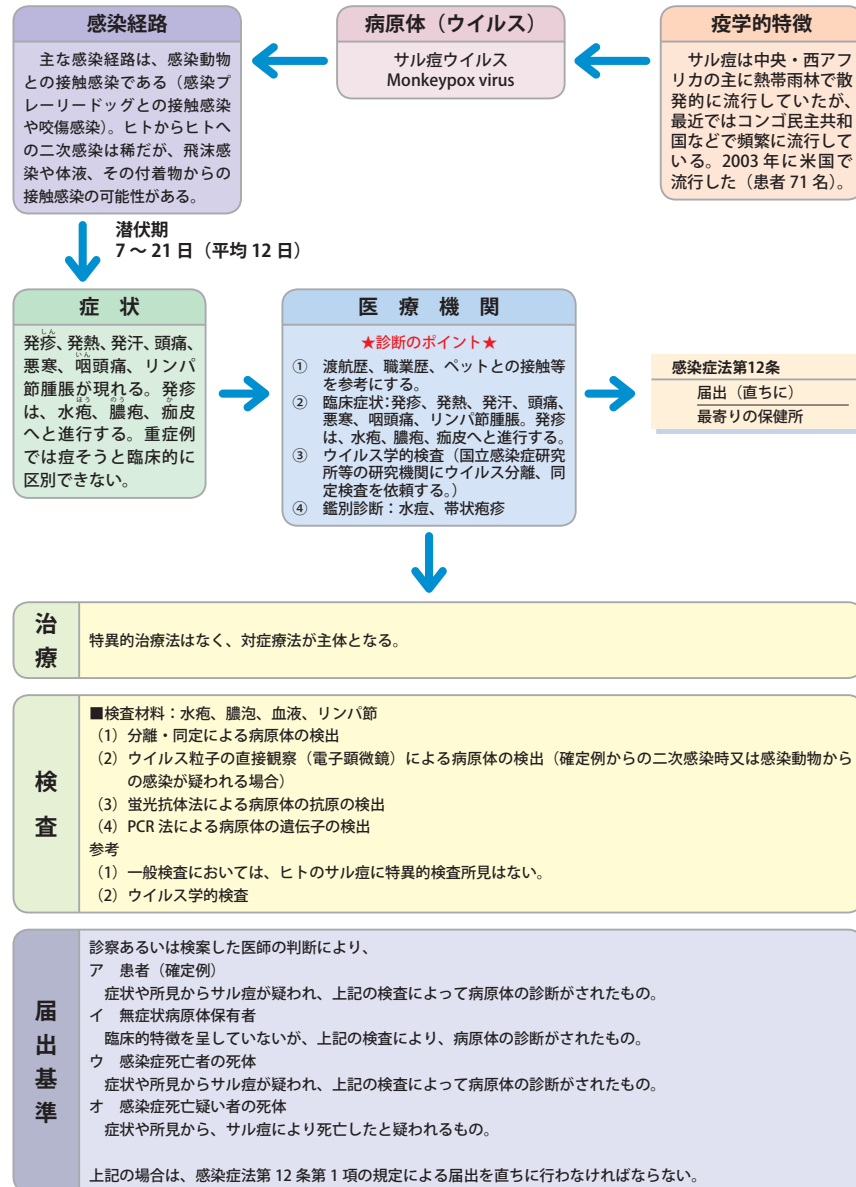 感染経路
主な感染経路は、感染動物
との接触感染である（感染プ
レーリードッグとの接触感染
や咬傷感染）。ヒトからヒトへ
の二次感染は稀だが、飛沫感
染や体液、その付着物からの
接触感染の可能性がある。
病原体（ウイルス）
サル痘ウイルス
Monkeypox virus
疫学的特徴
サル痘は中央・西アフ
リカの主に熱帯雨林で散
発的に流行していたが、
最近ではコンゴ民主共和
国などで頻繁に流行して
いる。2003 年に米国で
流行した（患者 71 名）。
潜伏期
7 ～ 21 日（平均 12 日）
症　状
しん
発疹、発熱、発汗、頭痛、
いん
悪寒、咽頭痛、リンパ
節腫脹が現れる。発疹
ほう　のう　か
は、水疱、膿疱、痂皮
へと進行する。重症例
では痘そうと臨床的に
区別できない。
医　療　機　関
★診断のポイント★
①　渡航歴、職業歴、ペットとの接触等
を参考にする。
②　臨床症状：発疹、発熱、発汗、頭痛、
悪寒、咽頭痛、リンパ節腫脹。発疹
は、水疱、膿疱、痂皮へと進行する。
③　ウイルス学的検査（国立感染症研究
所等の研究機関にウイルス分離、同
定検査を依頼する。）
④　鑑別診断：水痘、帯状疱疹
感染症法第12条
届出（直ちに）
最寄りの保健所
治療
特異的治療法はなく、対症療法が主体となる。
検査
■検査材料：水疱、膿泡、血液、リンパ節
（1）分離・同定による病原体の検出
（2）ウイルス粒子の直接観察（電子顕微鏡）による病原体の検出（確定例からの二次感染時又は感染動物から
の感染が疑われる場合）
（3）蛍光抗体法による病原体の抗原の検出
（4）PCR 法による病原体の遺伝子の検出
参考
（1）一般検査においては、ヒトのサル痘に特異的検査所見はない。
（2）ウイルス学的検査
届出基準
診察あるいは検案した医師の判断により、
ア　患者（確定例）
症状や所見からサル痘が疑われ、上記の検査によって病原体の診断がされたもの。
イ　無症状病原体保有者
臨床的特徴を呈していないが、上記の検査により、病原体の診断がされたもの。
ウ　感染症死亡者の死体
症状や所見からサル痘が疑われ、上記の検査によって病原体の診断がされたもの。
オ　感染症死亡疑い者の死体
症状や所見から、サル痘により死亡したと疑われるもの。
上記の場合は、感染症法第 12 条第 1 項の規定による届出を直ちに行わなければならない。